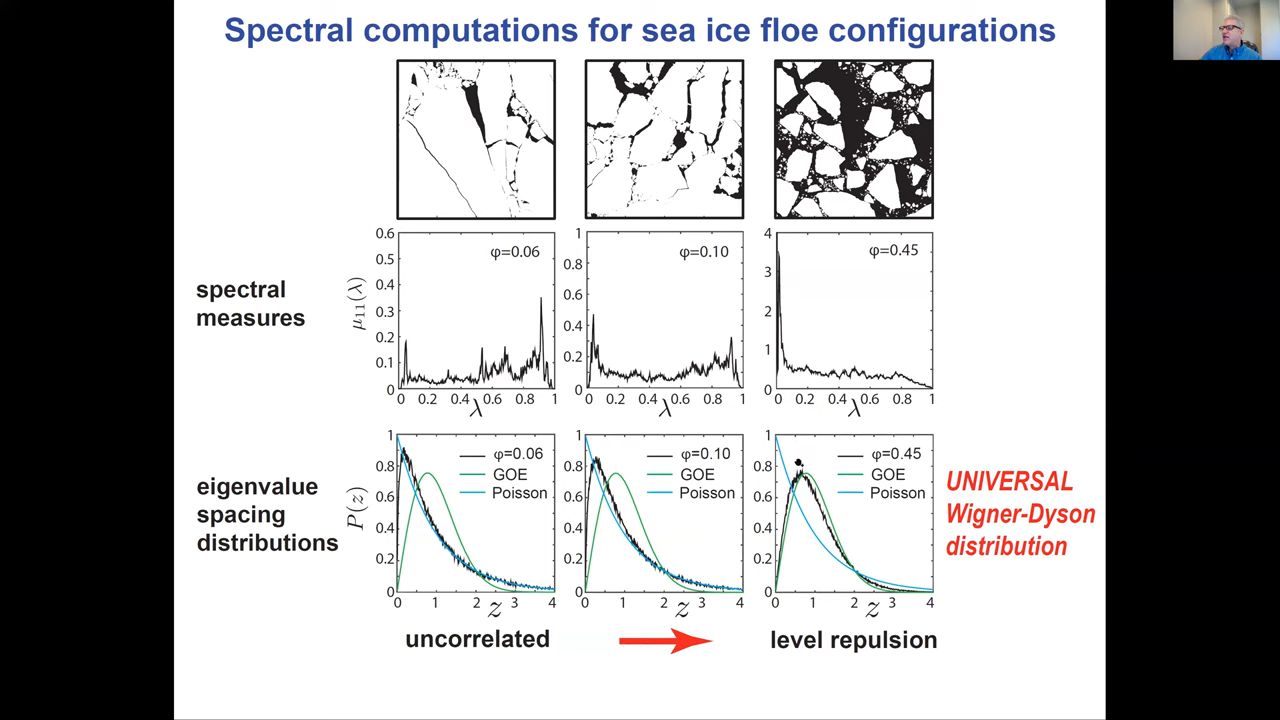 Spectral computations for sea ice floe configurations
spectral
measures
μ₁₁(λ)
0.6
0.5
0.4
0.3
0.2
0.1
0
φ=0.06
0 0.2 0.4 0.6 0.8 1
λ
1
0.8
0.6
0.4
0.2
0
φ=0.10
0 0.2 0.4 0.6 0.8 1
λ
4
3
2
1
0
φ=0.45
0 0.2 0.4 0.6 0.8 1
λ
eigenvalue
spacing
distributions
P(z)
1
0.8
0.6
0.4
0.2
0
φ=0.06
GOE
Poisson
0 1 2 3 4
z
1
0.8
0.6
0.4
0.2
0
φ=0.10
GOE
Poisson
0 1 2 3 4
z
1
0.8
0.6
0.4
0.2
0
φ=0.45
GOE
Poisson
0 1 2 3 4
z
UNIVERSAL
Wigner-Dyson
distribution
uncorrelated
level repulsion